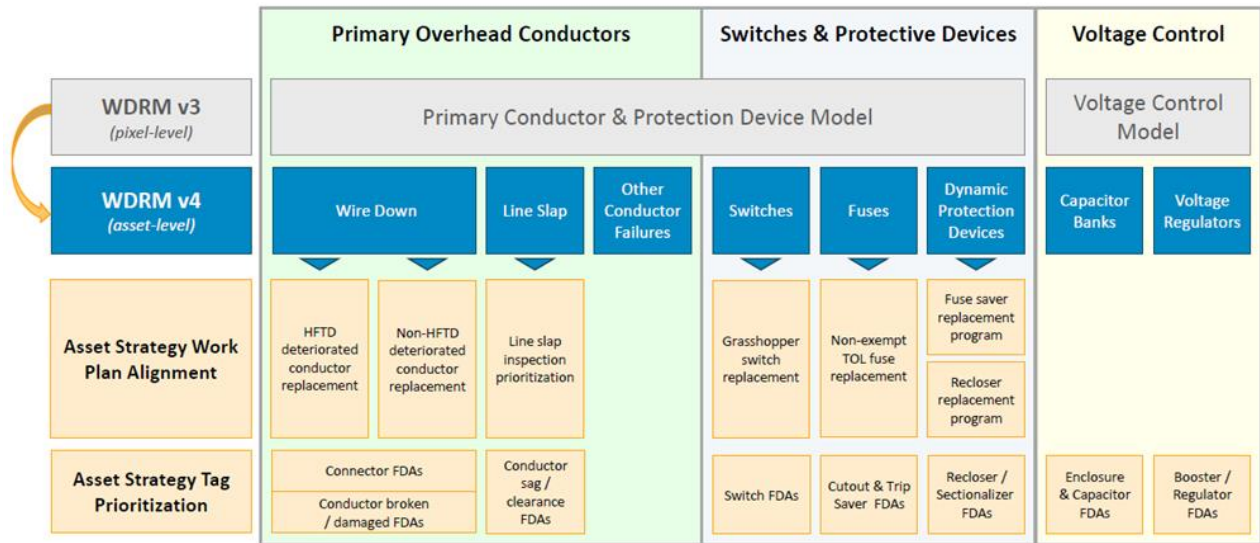 Primary Overhead Conductors
Switches & Protective Devices
Voltage Control
WDRM v3
(pixel-level)
Primary Conductor & Protection Device Model
Voltage Control
Model
WDRM v4
(asset-level)
Wire Down
Line Slap
Other
Conductor
Failures
Switches
Fuses
Dynamic
Protection
Devices
Capacitor
Banks
Voltage
Regulators
Asset Strategy Work
Plan Alignment
HFTD
deteriorated
conductor
replacement
Non-HFTD
deteriorated
conductor
replacement
Line slap
inspection
prioritization
Grasshopper
switch
replacement
Non-exempt
TOL fuse
replacement
Fuse saver
replacement
program
Recloser
replacement
program
Asset Strategy Tag
Prioritization
Connector FDAs
Conductor broken
/ damaged FDAs
Conductor
sag /
clearance
FDAs
Switch FDAs
Cutout & Trip
Saver FDAs
Recloser /
Sectionalizer
FDAs
Enclosure
& Capacitor
FDAs
Booster /
Regulator
FDAs